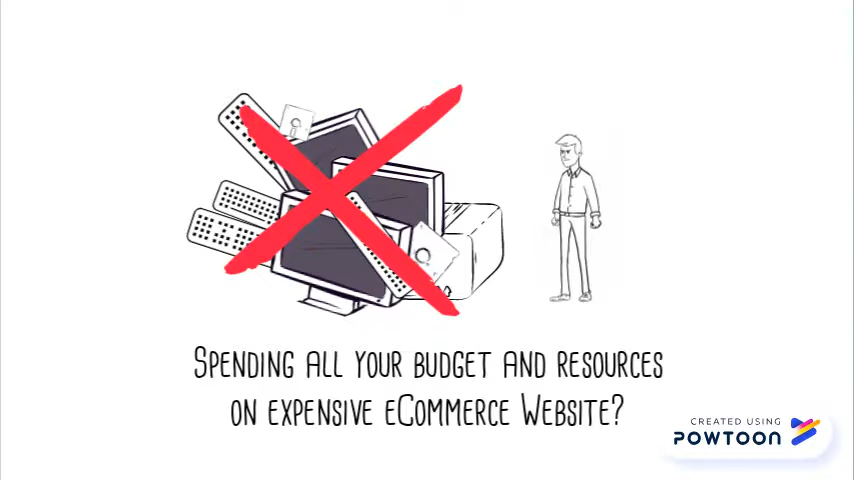 Spending all your budget and resources
on expensive eCommerce Website?
CREATED USING
POWTOON